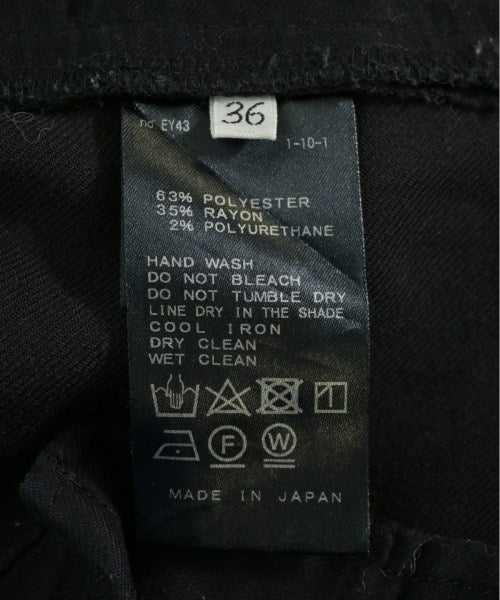 36
no EY43
1-10-1
63% POLYESTER
35% RAYON
2% POLYURETHANE
HAND WASH
DO NOT BLEACH
DO NOT TUMBLE DRY
LINE DRY IN THE SHADE
COOL IRON
DRY CLEAN
WET CLEAN
F W
MADE IN JAPAN